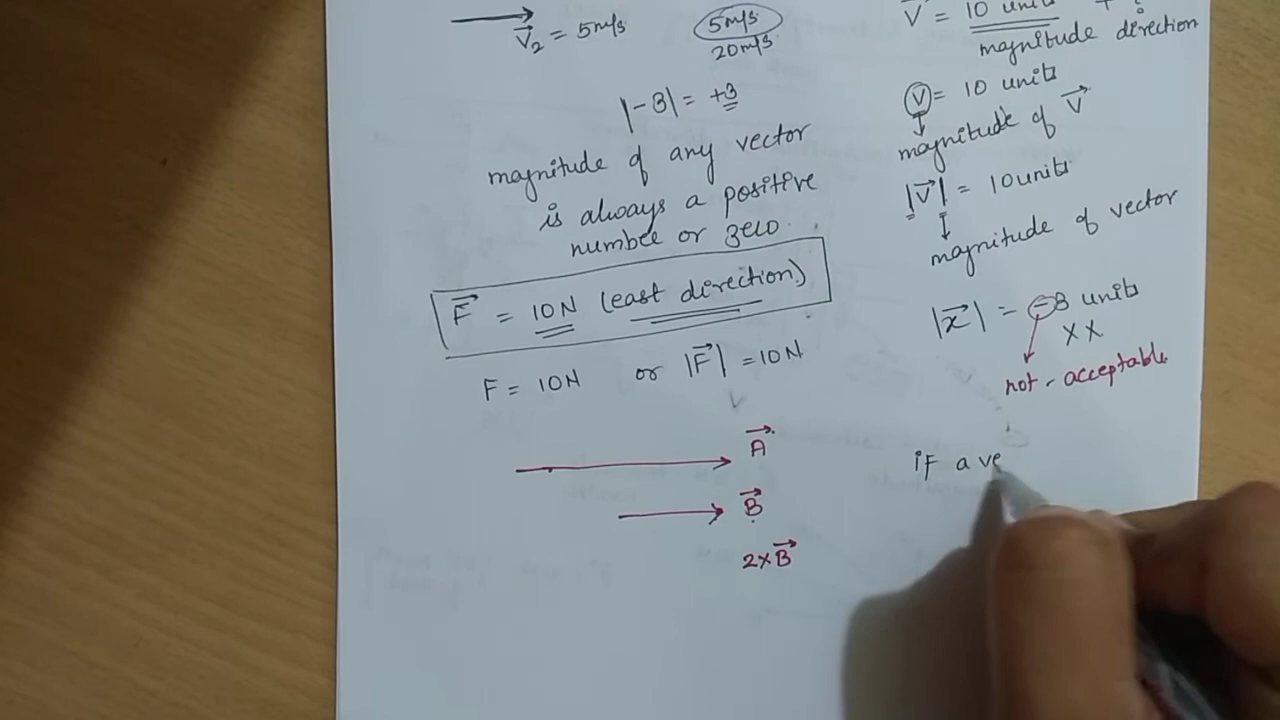 V₂ = 5m/s
5m/s
20m/s
|-3| = +3
magnitude of any vector
is always a positive
number or zero.
F = 10N (east direction)
F = 10N or |F| = 10N
A
B
2×B
V = 10 units +
magnitude direction
V = 10 units
magnitude of V
|V| = 10 units
magnitude of vector
|x| = -3 units
××
not - acceptable
if a ve